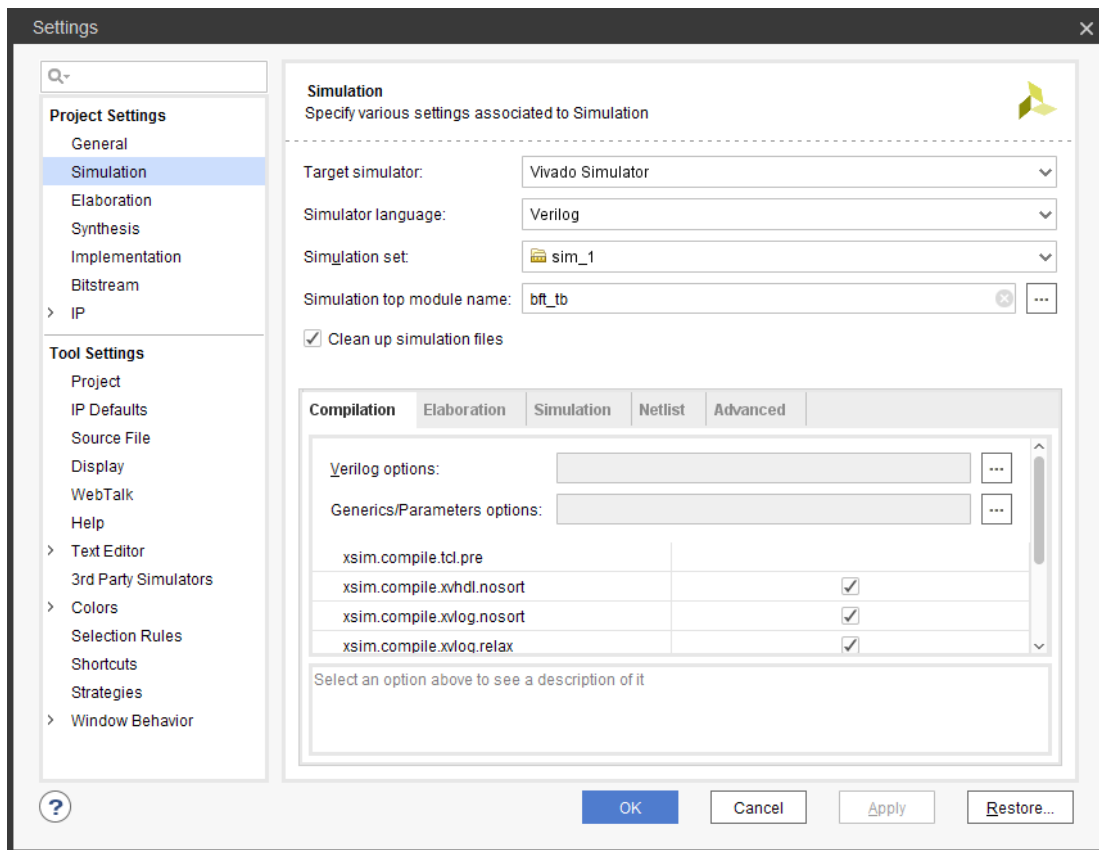 Settings
Project Settings
General
Simulation
Elaboration
Synthesis
Implementation
Bitstream
IP
Tool Settings
Project
IP Defaults
Source File
Display
WebTalk
Help
Text Editor
3rd Party Simulators
Colors
Selection Rules
Shortcuts
Strategies
Window Behavior
Simulation
Specify various settings associated to Simulation
Target simulator: Vivado Simulator
Simulator language: Verilog
Simulation set: sim_1
Simulation top module name: bft_tb ...
Clean up simulation files
Compilation Elaboration Simulation Netlist Advanced
Verilog options: ...
Generics/Parameters options: ...
xsim.compile.tcl.pre
xsim.compile.xvhdl.nosort
xsim.compile.xvlog.nosort
xsim.compile.xvlog.relax
Select an option above to see a description of it
? OK Cancel Apply Restore...